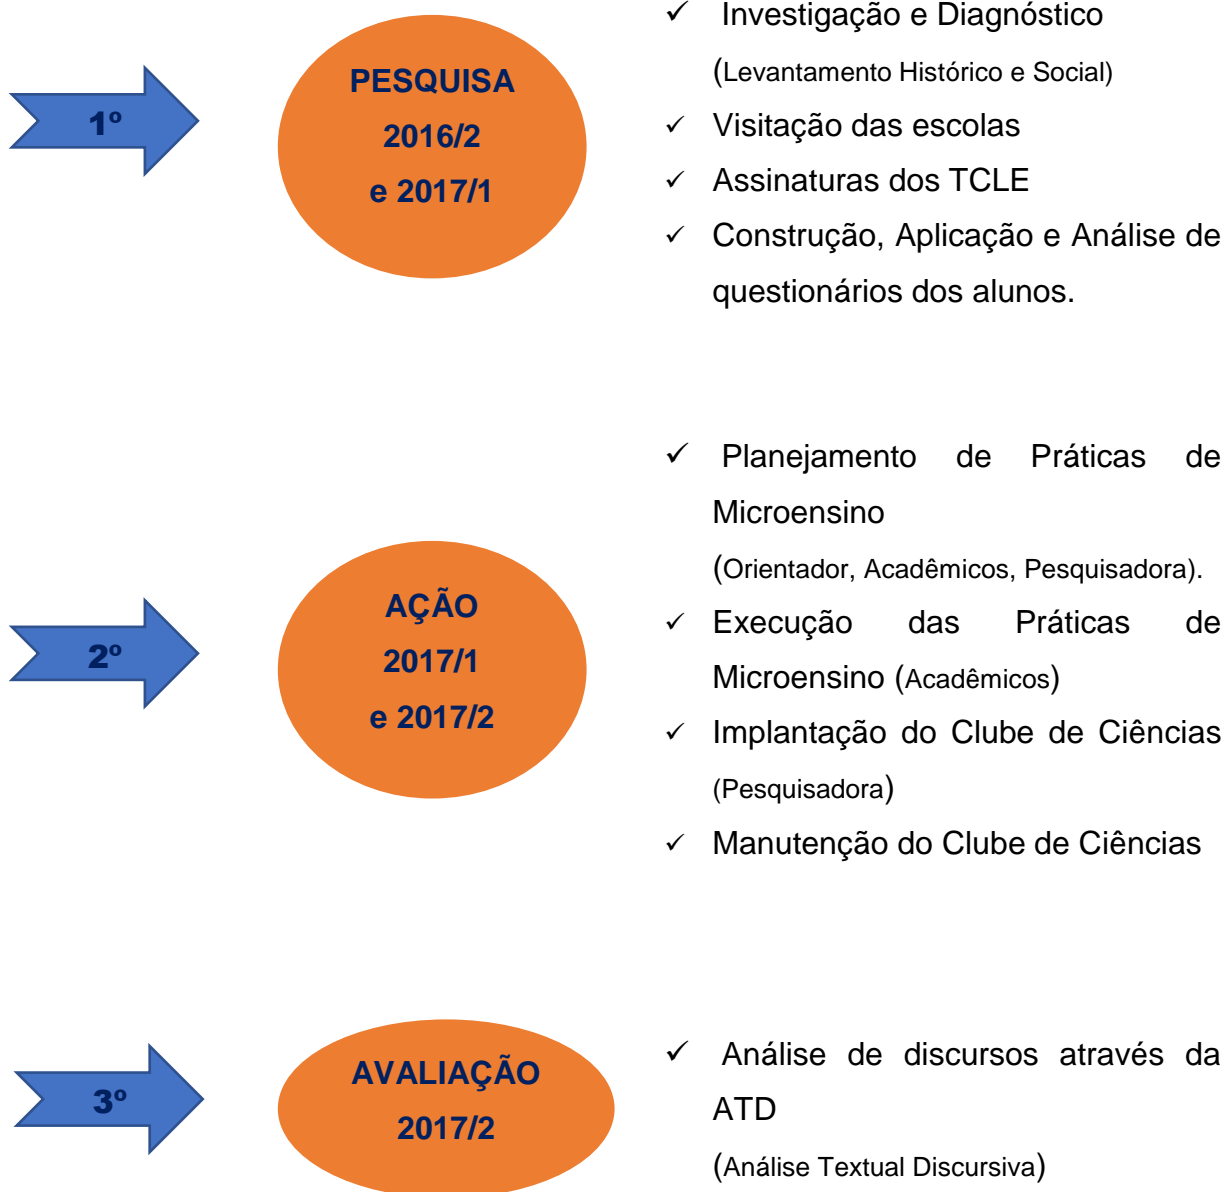 1º
PESQUISA
2016/2
e 2017/1
✓ Investigação e Diagnóstico
(Levantamento Histórico e Social)
✓ Visitação das escolas
✓ Assinaturas dos TCLE
✓ Construção, Aplicação e Análise de
questionários dos alunos.
2º
AÇÃO
2017/1
e 2017/2
✓ Planejamento de Práticas de
Microensino
(Orientador, Acadêmicos, Pesquisadora).
✓ Execução das Práticas de
Microensino (Acadêmicos)
✓ Implantação do Clube de Ciências
(Pesquisadora)
✓ Manutenção do Clube de Ciências
3º
AVALIAÇÃO
2017/2
✓ Análise de discursos através da
ATD
(Análise Textual Discursiva)